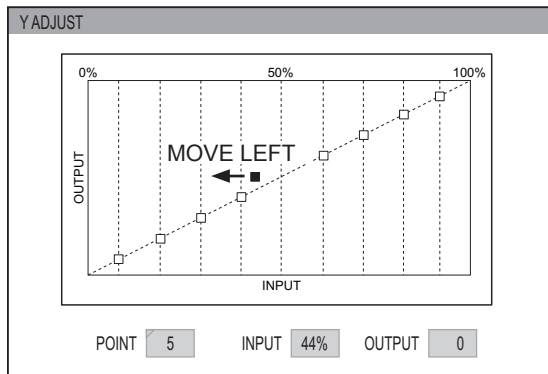 Y ADJUST
0% 50% 100%
MOVE LEFT
OUTPUT
INPUT
POINT 5 INPUT 44% OUTPUT 0